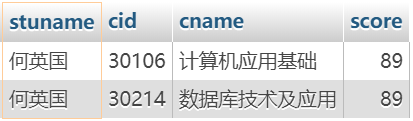 stuname cid cname score
何英国 30106 计算机应用基础 89
何英国 30214 数据库技术及应用 89